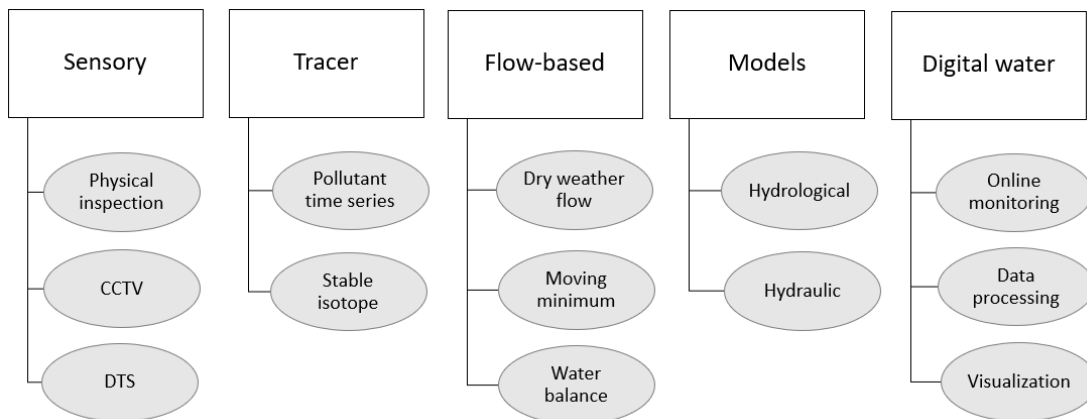 Sensory
Physical
inspection
CCTV
DTS
Tracer
Pollutant
time series
Stable
isotope
Flow-based
Dry weather
flow
Moving
minimum
Water
balance
Models
Hydrological
Hydraulic
Digital water
Online
monitoring
Data
processing
Visualization